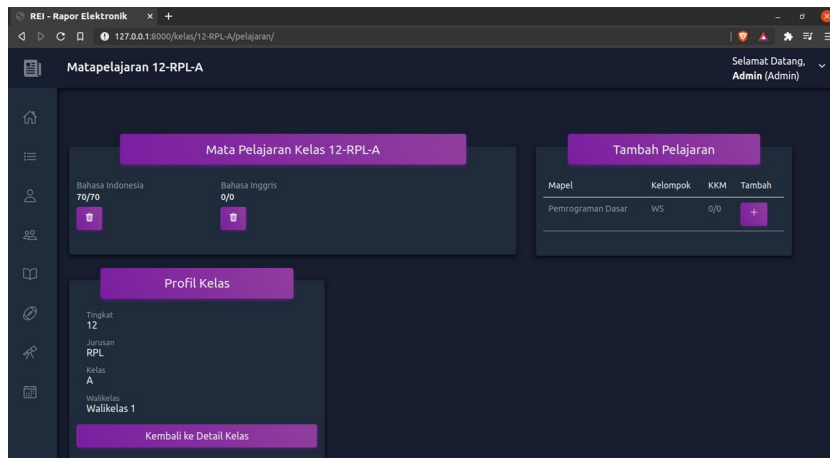 REI - Rapor Elektronik
127.0.0.1:8000/kelas/12-RPL-A/pelajaran/
Matapelajaran 12-RPL-A
Selamat Datang,
Admin (Admin)
Mata Pelajaran Kelas 12-RPL-A
Bahasa Indonesia
70/70
Bahasa Inggris
0/0
Tambah Pelajaran
Mapel Kelompok KKM Tambah
Pemrograman Dasar WS 0/0 +
Profil Kelas
Tingkat
12
Jurusan
RPL
Kelas
A
Walikelas
Walikelas 1
Kembali ke Detail Kelas